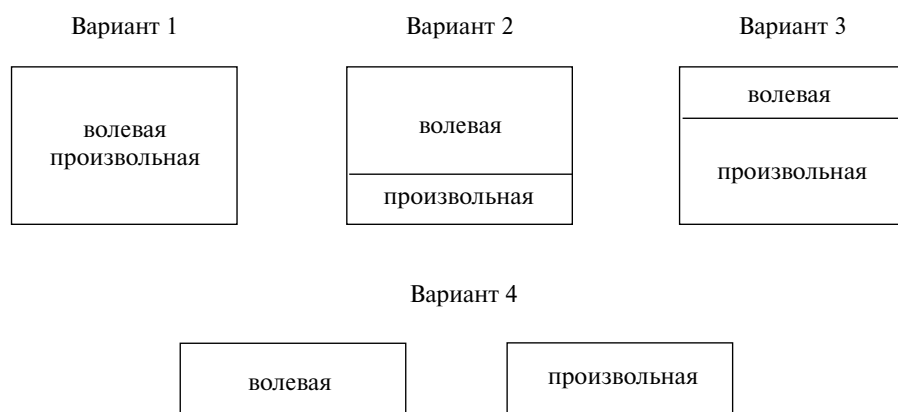 Вариант 1
Вариант 2
Вариант 3
волевая
произвольная
волевая
произвольная
волевая
произвольная
Вариант 4
волевая
произвольная